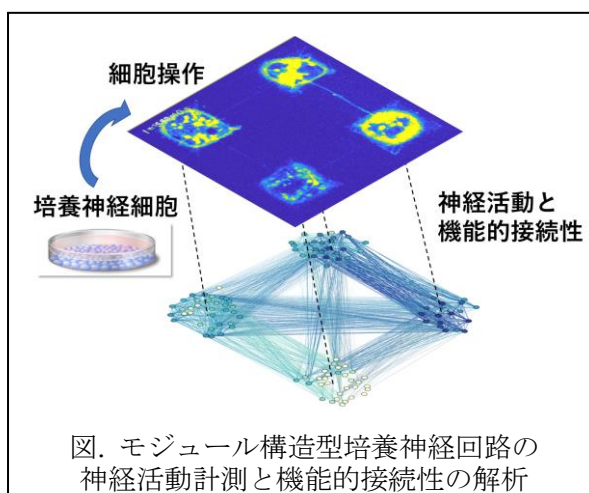 細胞操作
培養神経細胞
神経活動と
機能的接続性
図. モジュール構造型培養神経回路の
神経活動計測と機能的接続性の解析